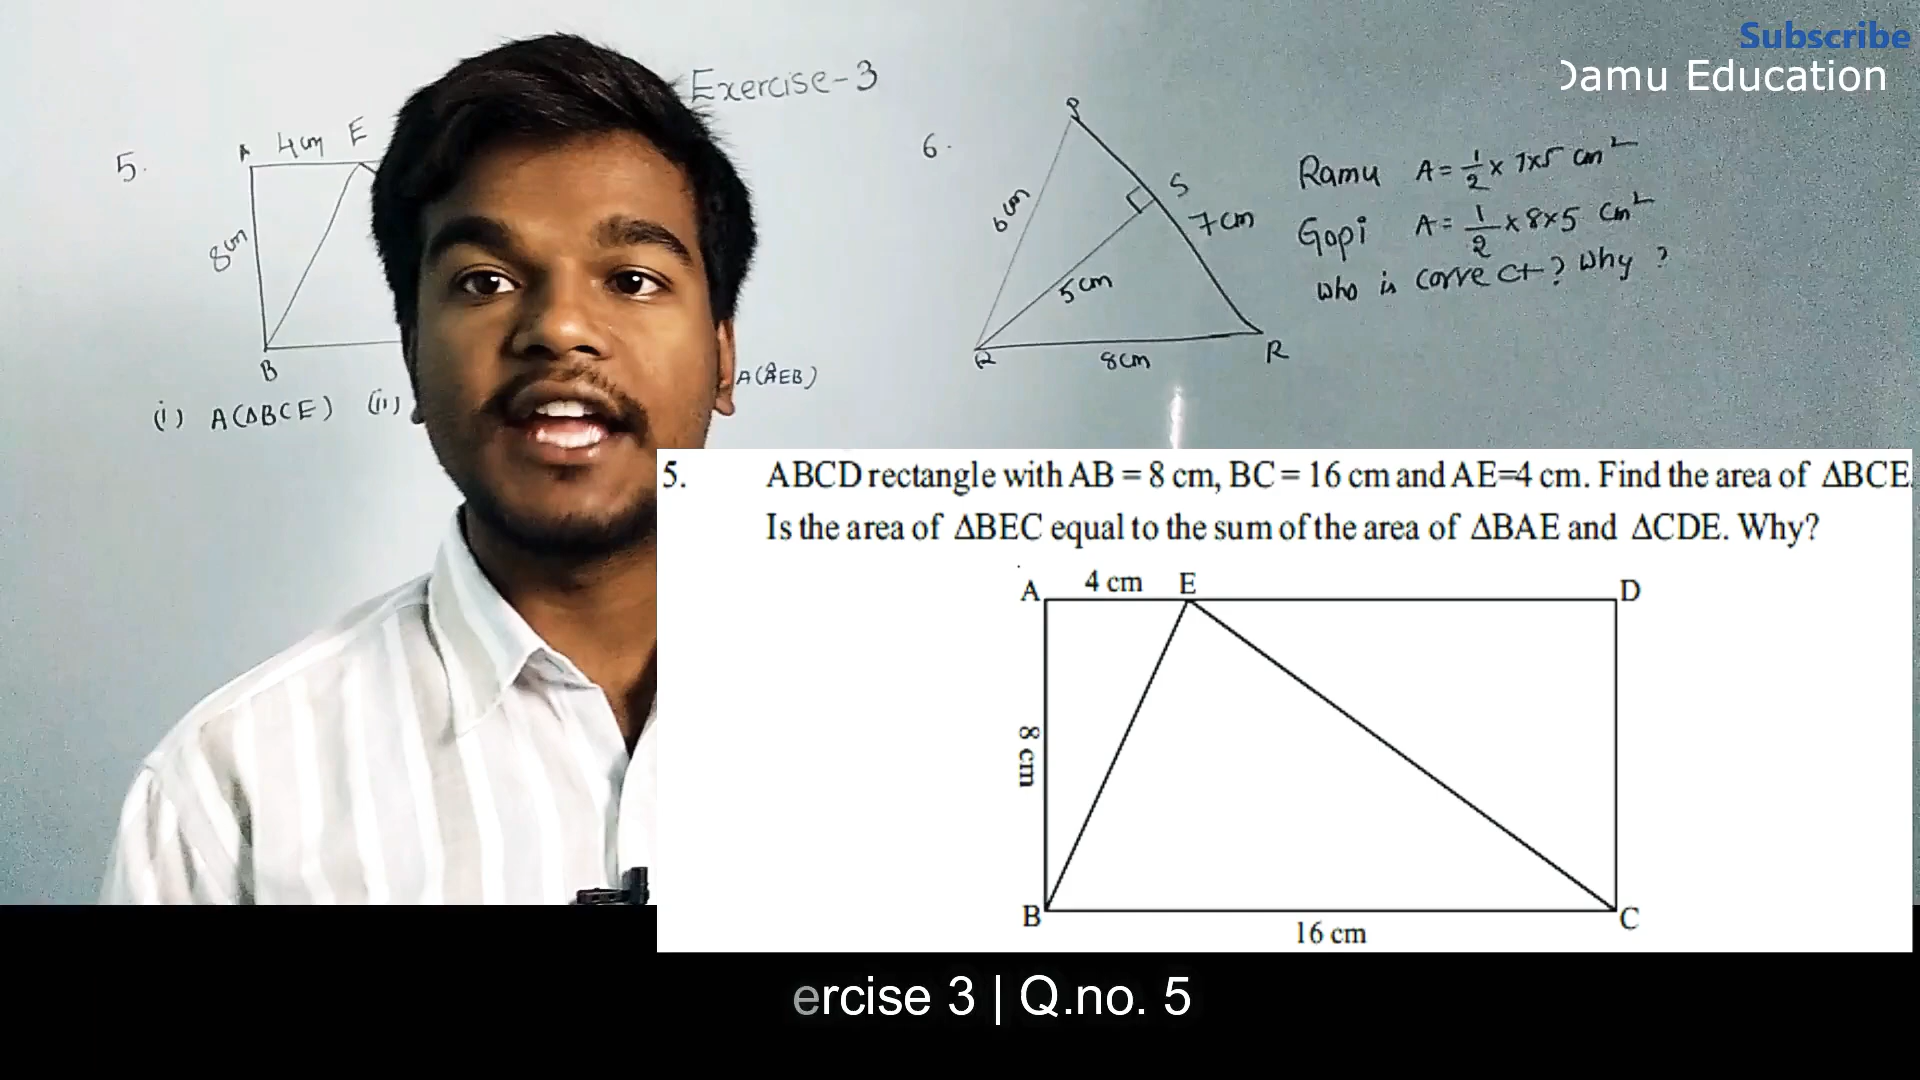 Subscribe
Damu Education
Exercise-3
5.
A 4cm E
8cm
B
(i) A(ΔBCE) (ii)
A(ΔAEB)
6.
P
6cm
S
7cm
5cm
Q
8cm
R
Ramu A = 1/2 x 7x5 cm²
Gopi A = 1/2 x 8x5 cm²
who is correct? why ?
5. ABCD rectangle with AB = 8 cm, BC = 16 cm and AE=4 cm. Find the area of ΔBCE.
Is the area of ΔBEC equal to the sum of the area of ΔBAE and ΔCDE. Why?
A 4 cm E D
8 cm
B C
16 cm
ercise 3 | Q.no. 5